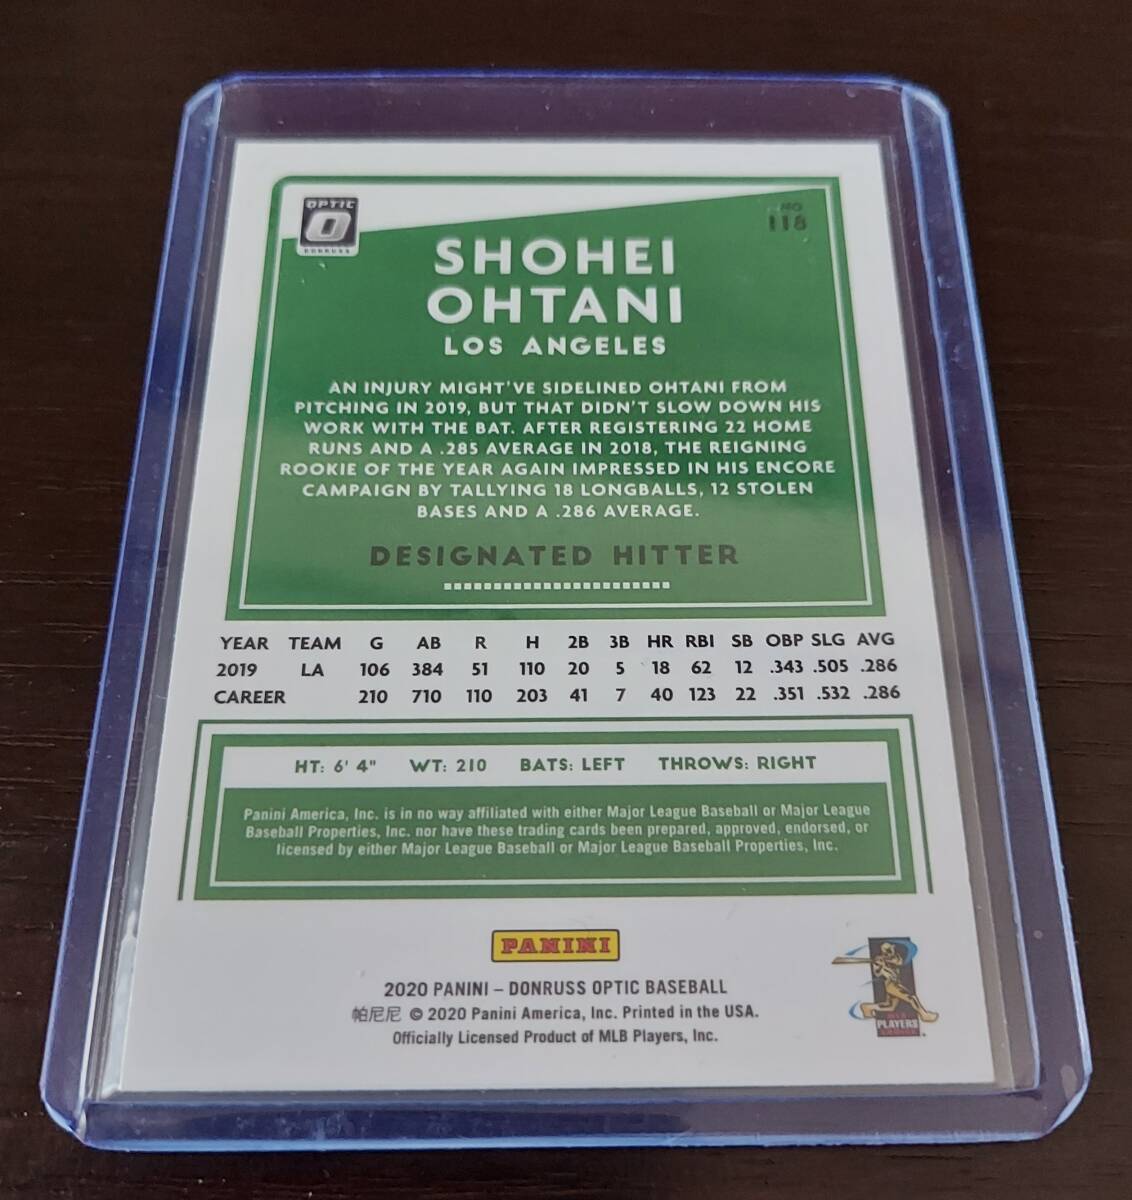 OPTIC
O
DONRUSS
NO
118
SHOHEI
OHTANI
LOS ANGELES
AN INJURY MIGHT'VE SIDELINED OHTANI FROM
PITCHING IN 2019, BUT THAT DIDN'T SLOW DOWN HIS
WORK WITH THE BAT. AFTER REGISTERING 22 HOME
RUNS AND A .285 AVERAGE IN 2018, THE REIGNING
ROOKIE OF THE YEAR AGAIN IMPRESSED IN HIS ENCORE
CAMPAIGN BY TALLYING 18 LONGBALLS, 12 STOLEN
BASES AND A .286 AVERAGE.
DESIGNATED HITTER
YEAR TEAM G AB R H 2B 3B HR RBI SB OBP SLG AVG
2019 LA 106 384 51 110 20 5 18 62 12 .343 .505 .286
CAREER 210 710 110 203 41 7 40 123 22 .351 .532 .286
HT: 6' 4" WT: 210 BATS: LEFT THROWS: RIGHT
Panini America, Inc. is in no way affiliated with either Major League Baseball or Major League
Baseball Properties, Inc. nor have these trading cards been prepared, approved, endorsed, or
licensed by either Major League Baseball or Major League Baseball Properties, Inc.
PANINI
2020 PANINI – DONRUSS OPTIC BASEBALL
帕尼尼 © 2020 Panini America, Inc. Printed in the USA.
Officially Licensed Product of MLB Players, Inc.
MLB
PLAYERS
CHOICE